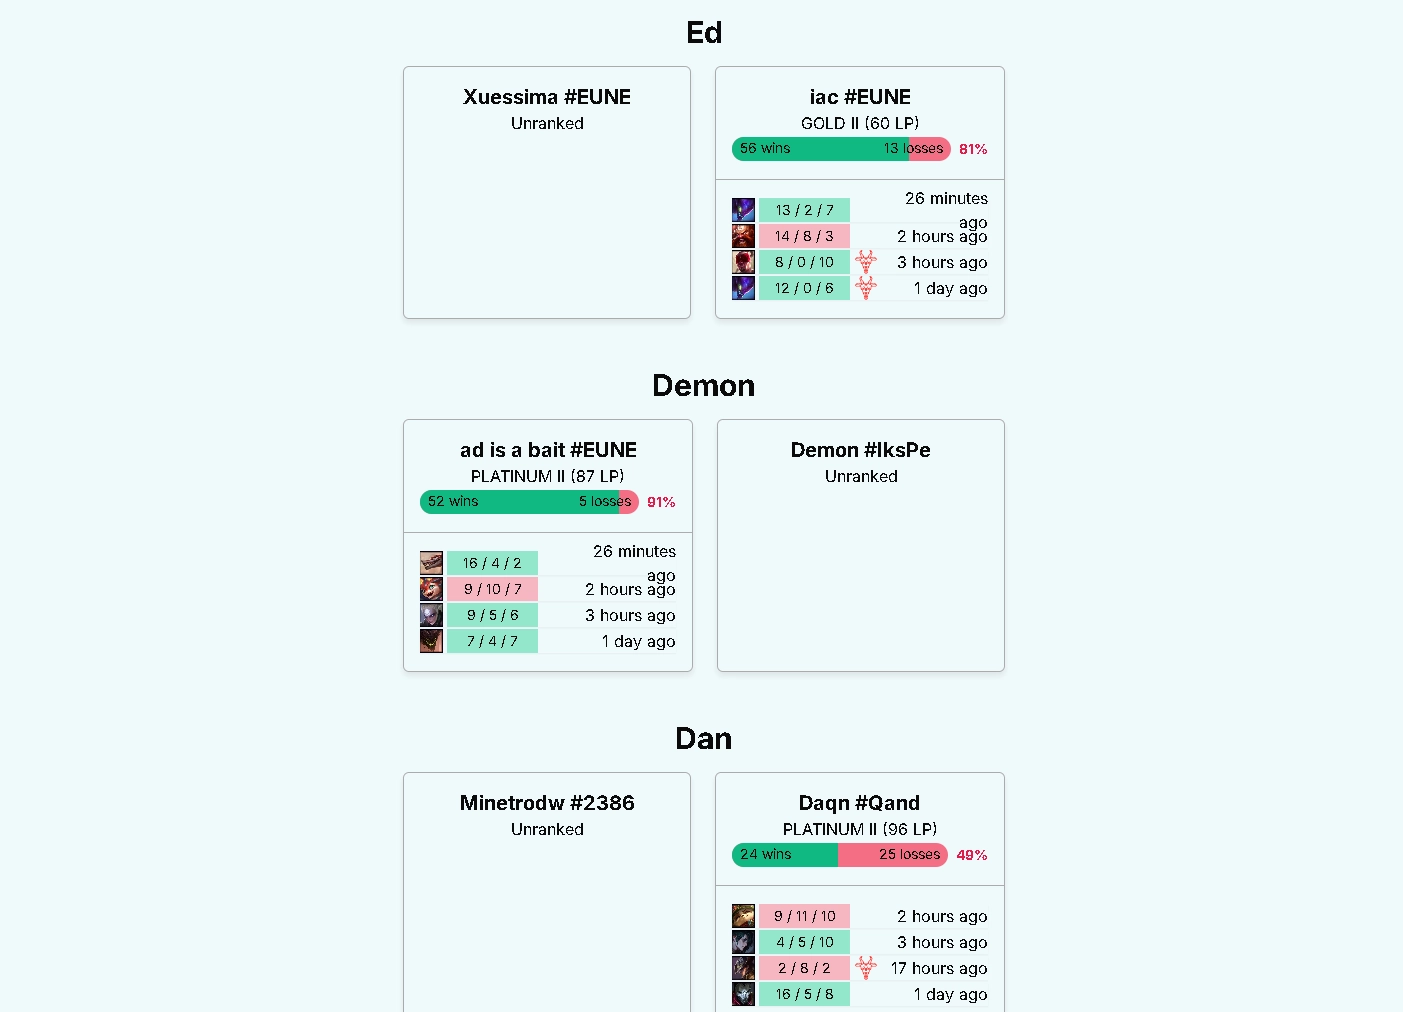 Ed
Xuessima #EUNE
Unranked
iac #EUNE
GOLD II (60 LP)
56 wins 13 losses 81%
13 / 2 / 7 26 minutes
ago
14 / 8 / 3 2 hours ago
8 / 0 / 10 3 hours ago
12 / 0 / 6 1 day ago
Demon
ad is a bait #EUNE
PLATINUM II (87 LP)
52 wins 5 losses 91%
16 / 4 / 2 26 minutes
ago
9 / 10 / 7 2 hours ago
9 / 5 / 6 3 hours ago
7 / 4 / 7 1 day ago
Demon #IksPe
Unranked
Dan
Minetrodw #2386
Unranked
Daqn #Qand
PLATINUM II (96 LP)
24 wins 25 losses 49%
9 / 11 / 10 2 hours ago
4 / 5 / 10 3 hours ago
2 / 8 / 2 17 hours ago
16 / 5 / 8 1 day ago